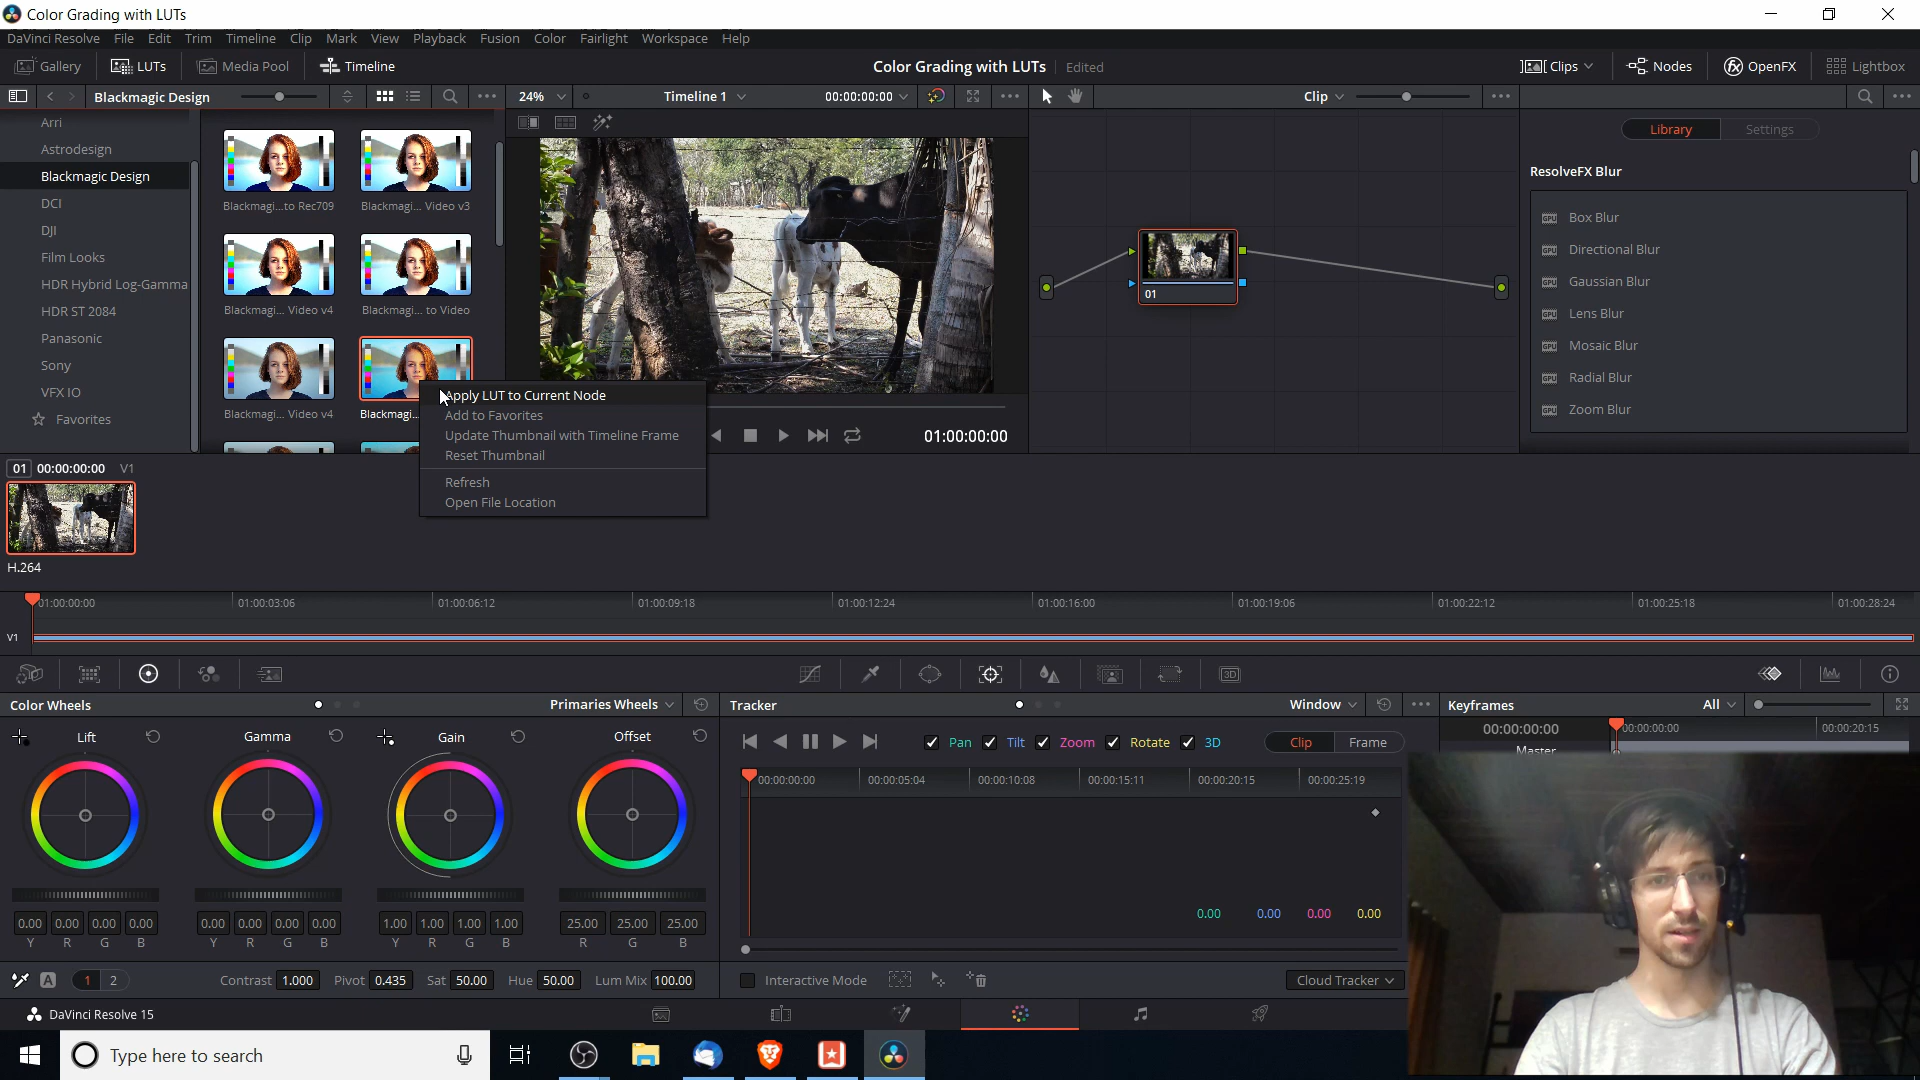 Color Grading with LUTs
DaVinci Resolve File Edit Trim Timeline Clip Mark View Playback Fusion Color Fairlight Workspace Help
Gallery LUTs Media Pool Timeline Color Grading with LUTs Edited Clips Nodes OpenFX Lightbox
Blackmagic Design 24% Timeline 1 00:00:00:00 Clip
Library Settings
Arri
Astrodesign
Blackmagic Design
DCI
DJI
Film Looks
HDR Hybrid Log-Gamma
HDR ST 2084
Panasonic
Sony
VFX IO
Favorites
Blackmagi...to Rec709 Blackmagi... Video v3
Blackmagi... Video v4 Blackmagi... to Video
Blackmagi... Video v4 Blackmagi...
Apply LUT to Current Node
Add to Favorites
Update Thumbnail with Timeline Frame
Reset Thumbnail
Refresh
Open File Location
01:00:00:00
01
ResolveFX Blur
GPU Box Blur
GPU Directional Blur
GPU Gaussian Blur
GPU Lens Blur
GPU Mosaic Blur
GPU Radial Blur
GPU Zoom Blur
01 00:00:00:00 V1
H.264
01:00:00:00 01:00:03:06 01:00:06:12 01:00:09:18 01:00:12:24 01:00:16:00 01:00:19:06 01:00:22:12 01:00:25:18 01:00:28:24
V1
3D
Color Wheels Primaries Wheels Tracker Window Keyframes All
Lift Gamma Gain Offset
0.00 0.00 0.00 0.00 0.00 0.00 0.00 0.00 1.00 1.00 1.00 1.00 25.00 25.00 25.00
Y R G B Y R G B Y R G B R G B
A 1 2 Contrast 1.000 Pivot 0.435 Sat 50.00 Hue 50.00 Lum Mix 100.00
Pan Tilt Zoom Rotate 3D Clip Frame
00:00:00:00 00:00:05:04 00:00:10:08 00:00:15:11 00:00:20:15 00:00:25:19
0.00 0.00 0.00 0.00
Interactive Mode Cloud Tracker
00:00:00:00 00:00:00:00 00:00:20:15
Master
DaVinci Resolve 15
Type here to search